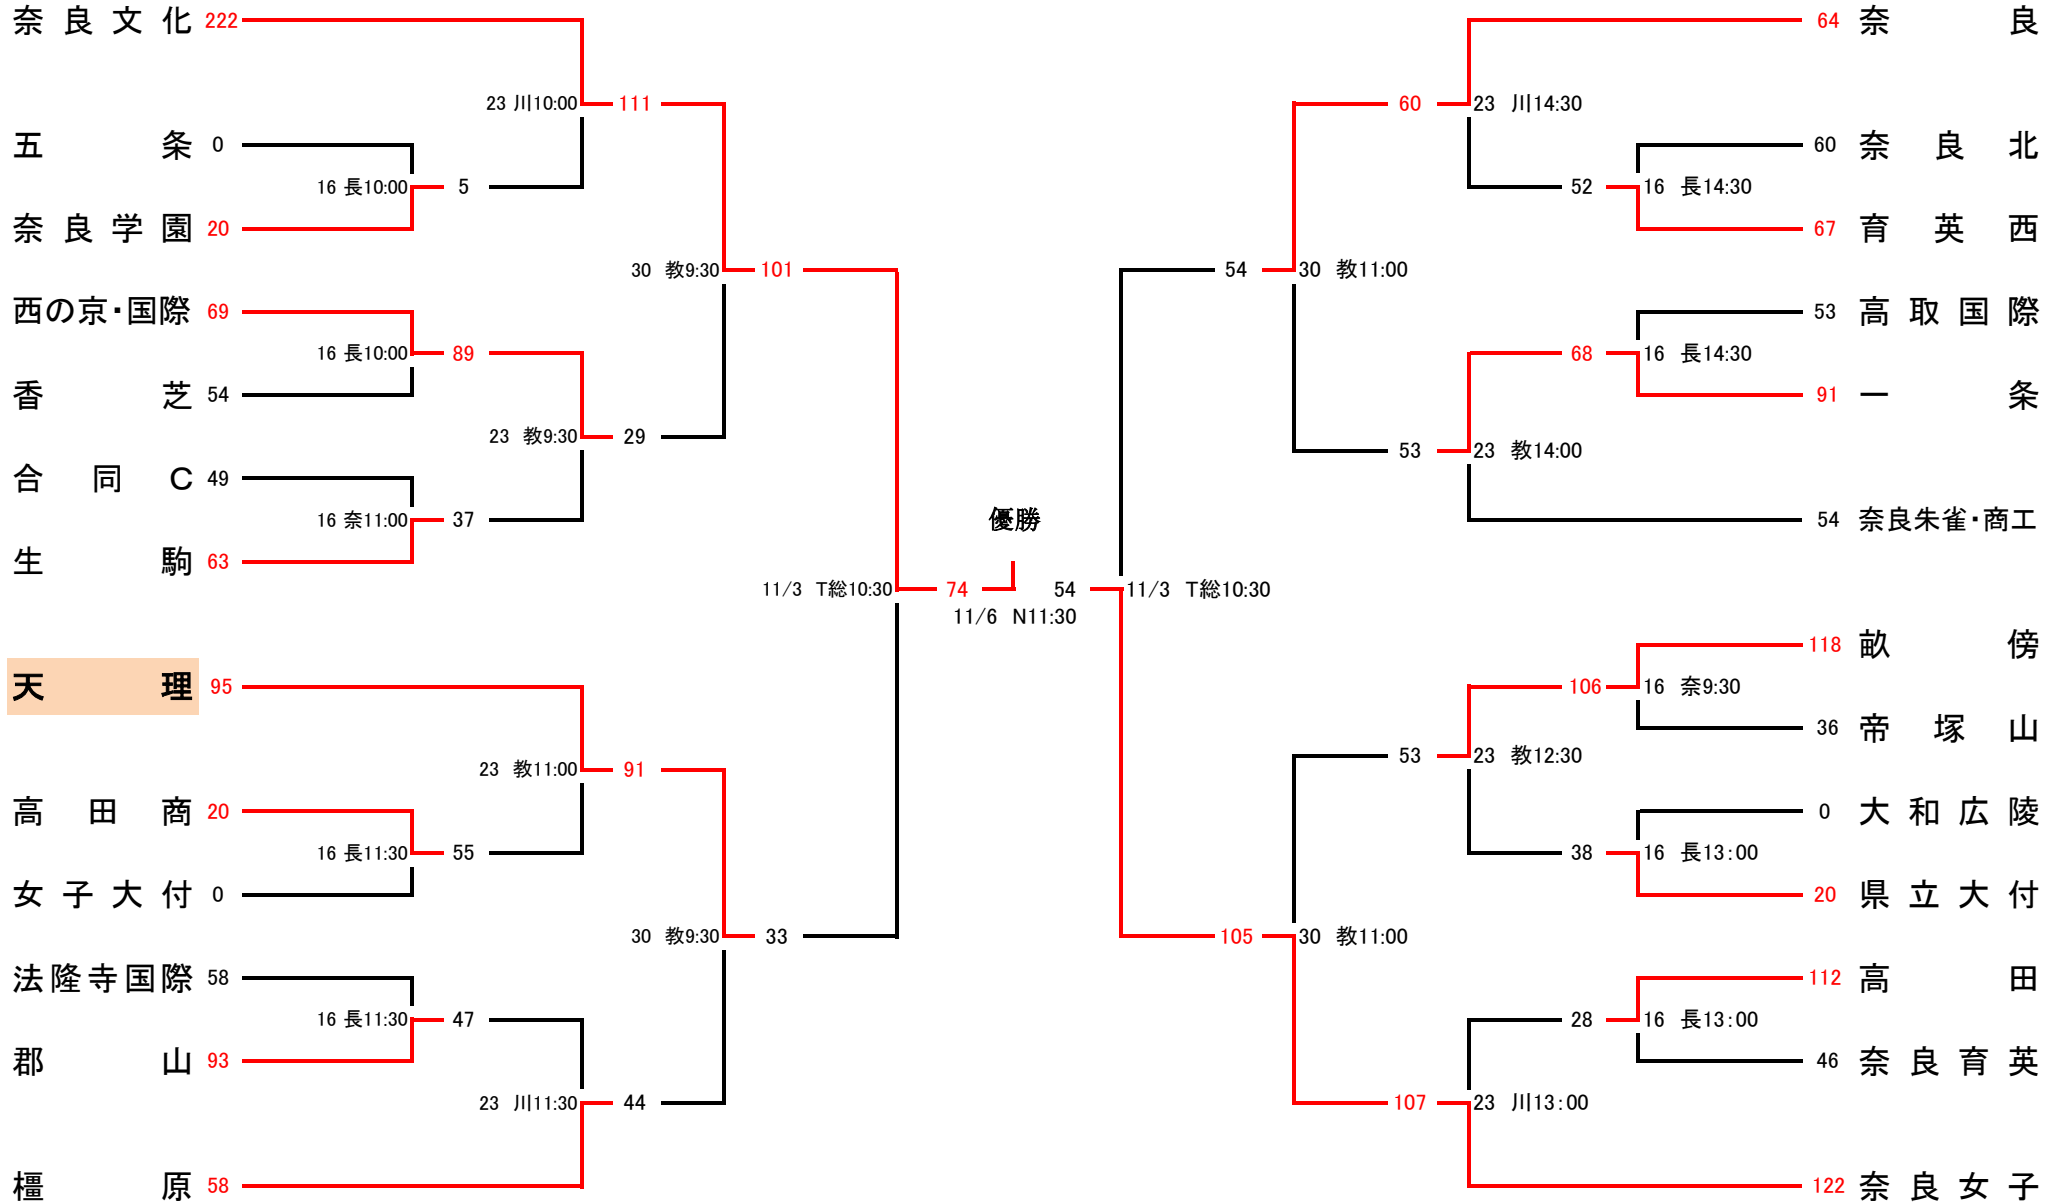 奈良文化 222
23 川10:00 111
五条 0
16 長10:00 5
奈良学園 20
30 教9:30 101
西の京・国際 69
16 長10:00 89
香芝 54
23 教9:30 29
合同C 49
16 奈11:00 37
生駒 63
11/3 T総10:30 74
天理 95
23 教11:00 91
高田商 20
16 長11:30 55
女子大付 0
30 教9:30 33
法隆寺国際 58
16 長11:30 47
郡山 93
23 川11:30 44
橿原 58
優勝
11/6 N11:30
64 奈良
60 23 川14:30
60 奈良北
52 16 長14:30
67 育英西
54 30 教11:00
53 高取国際
68 16 長14:30
91 一条
53 23 教14:00
54 奈良朱雀・商工
54 11/3 T総10:30
118 畝傍
106 16 奈9:30
36 帝塚山
53 23 教12:30
0 大和広陵
38 16 長13:00
20 県立大付
105 30 教11:00
112 高田
28 16 長13:00
46 奈良育英
107 23 川13:00
122 奈良女子